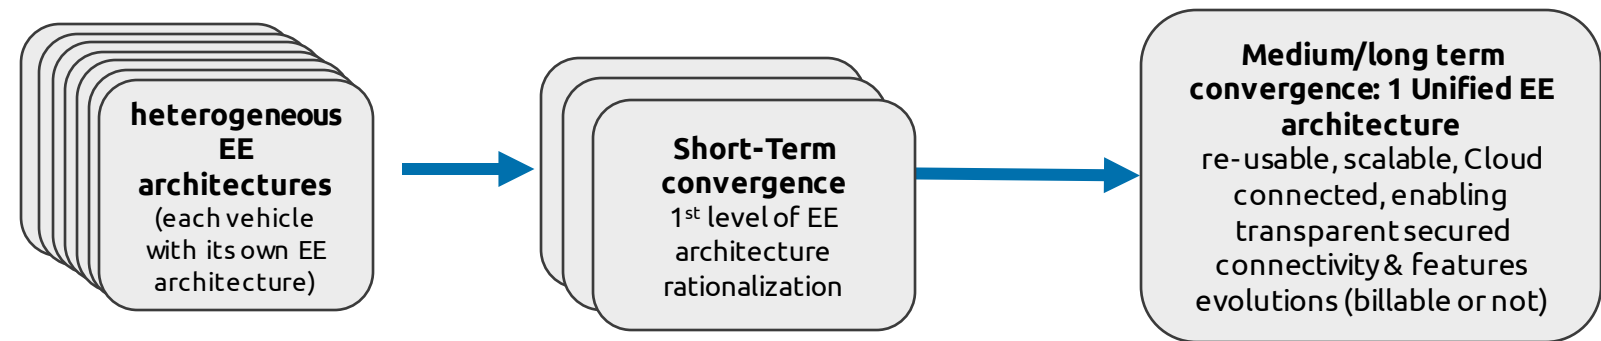 heterogeneous
EE
architectures
(each vehicle
with its own EE
architecture)
Short-Term
convergence
1st level of EE
architecture
rationalization
Medium/long term
convergence: 1 Unified EE
architecture
re-usable, scalable, Cloud
connected, enabling
transparent secured
connectivity & features
evolutions (billable or not)